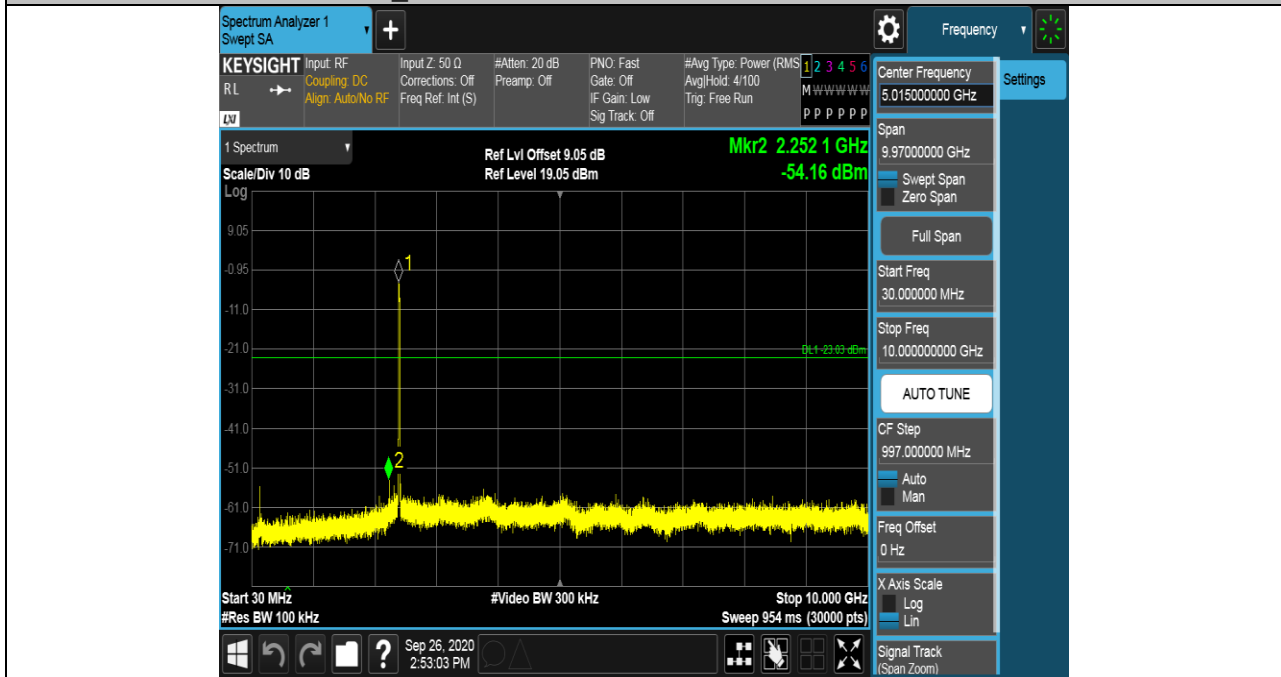 Spectrum Analyzer 1
Swept SA
+
Frequency
KEYSIGHT
RL
LXI
Input: RF
Coupling: DC
Align: Auto/No RF
Input Z: 50 Ω
Corrections: Off
Freq Ref: Int (S)
#Atten: 20 dB
Preamp: Off
PNO: Fast
Gate: Off
IF Gain: Low
Sig Track: Off
#Avg Type: Power (RMS
Avg|Hold: 4/100
Trig: Free Run
1 2 3 4 5 6
M W W W W W
P P P P P P
Center Frequency
5.015000000 GHz
Settings
1 Spectrum
Scale/Div 10 dB
Log
Ref Lvl Offset 9.05 dB
Ref Level 19.05 dBm
Mkr2 2.252 1 GHz
-54.16 dBm
Span
9.97000000 GHz
Swept Span
Zero Span
Full Span
Start Freq
30.000000 MHz
Stop Freq
10.000000000 GHz
AUTO TUNE
CF Step
997.000000 MHz
Auto
Man
Freq Offset
0 Hz
X Axis Scale
Log
Lin
Signal Track
(Span Zoom)
9.05
-0.95
-11.0
-21.0
-31.0
-41.0
-51.0
-61.0
-71.0
1
DL1 -23.03 dBm
2
Start 30 MHz
#Res BW 100 kHz
#Video BW 300 kHz
Stop 10.000 GHz
Sweep 954 ms (30000 pts)
?
Sep 26, 2020
2:53:03 PM